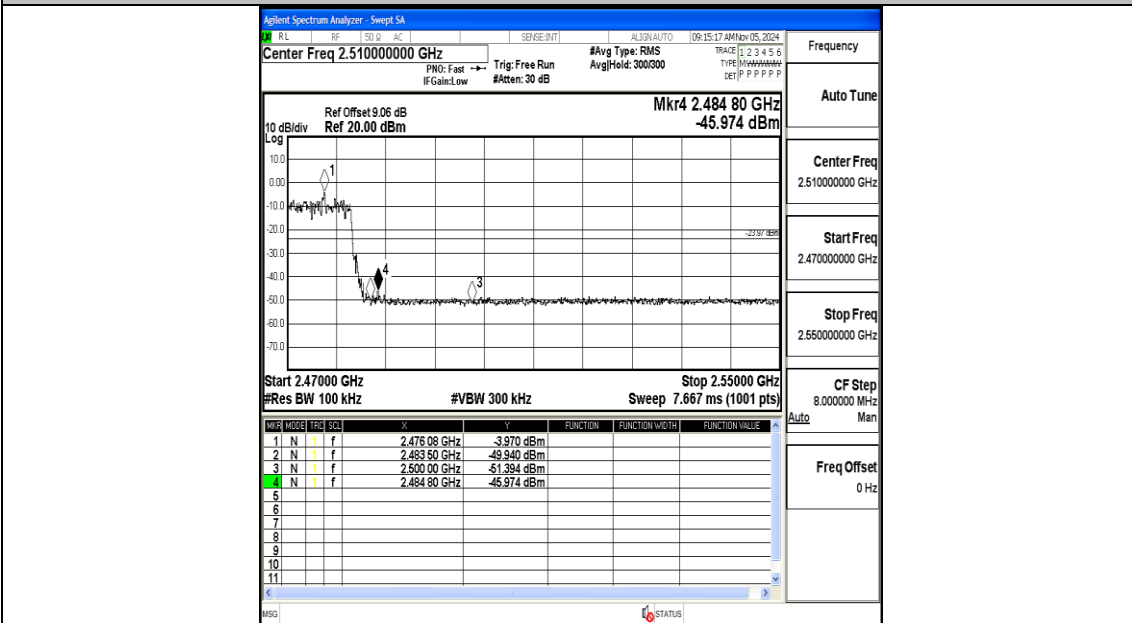 Agilent Spectrum Analyzer - Swept SA
RL RF 50 Ω AC SENSE:INT ALIGN AUTO 09:15:17 AM Nov 05, 2024
Center Freq 2.510000000 GHz #Avg Type: RMS TRACE 1 2 3 4 5 6
PNO: Fast Trig: Free Run Avg|Hold: 300/300 TYPE M WWWWW
IFGain:Low #Atten: 30 dB DET P P P P P P
Frequency
Auto Tune
Mkr4 2.484 80 GHz
-45.974 dBm
Ref Offset 9.06 dB
10 dB/div Ref 20.00 dBm
Log
10.0
0.00
-10.0
-20.0
-30.0
-40.0
-50.0
-60.0
-70.0
1
4
3
-23.97 dBm
Start 2.47000 GHz Stop 2.55000 GHz
#Res BW 100 kHz #VBW 300 kHz Sweep 7.667 ms (1001 pts)
MKR MODE TRC SCL X Y FUNCTION FUNCTION WIDTH FUNCTION VALUE
1 N 1 f 2.476 08 GHz -3.970 dBm
2 N 1 f 2.483 50 GHz -49.940 dBm
3 N 1 f 2.500 00 GHz -51.394 dBm
4 N 1 f 2.484 80 GHz -45.974 dBm
5
6
7
8
9
10
11
Center Freq
2.510000000 GHz
Start Freq
2.470000000 GHz
Stop Freq
2.550000000 GHz
CF Step
8.000000 MHz
Auto Man
Freq Offset
0 Hz
MSG STATUS